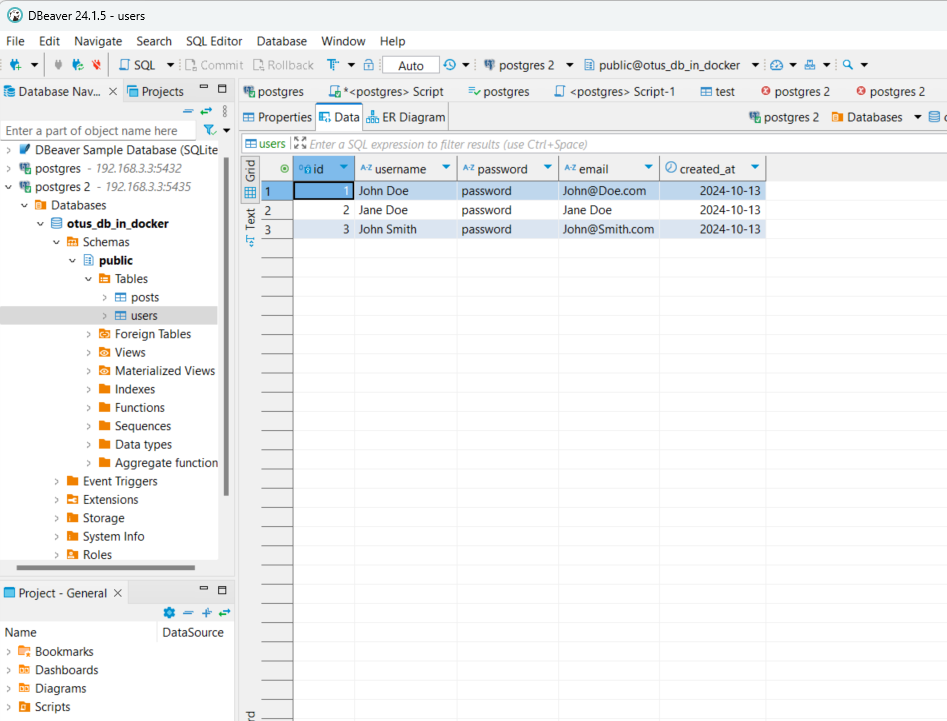 DBeaver 24.1.5 - users
File Edit Navigate Search SQL Editor Database Window Help
SQL Commit Rollback Auto postgres 2 public@otus_db_in_docker
Database Nav... Projects
postgres *<postgres> Script postgres <postgres> Script-1 test postgres 2 postgres 2
Properties Data ER Diagram postgres 2 Databases
Enter a part of object name here
users Enter a SQL expression to filter results (use Ctrl+Space)
DBeaver Sample Database (SQLite
postgres - 192.168.3.3:5432
postgres 2 - 192.168.3.3:5435
Databases
otus_db_in_docker
Schemas
public
Tables
posts
users
Foreign Tables
Views
Materialized Views
Indexes
Functions
Sequences
Data types
Aggregate function
Event Triggers
Extensions
Storage
System Info
Roles
Grid
Text
id username password email created_at
1 1 John Doe password John@Doe.com 2024-10-13
2 2 Jane Doe password Jane Doe 2024-10-13
3 3 John Smith password John@Smith.com 2024-10-13
Project - General
Name DataSource
Bookmarks
Dashboards
Diagrams
Scripts